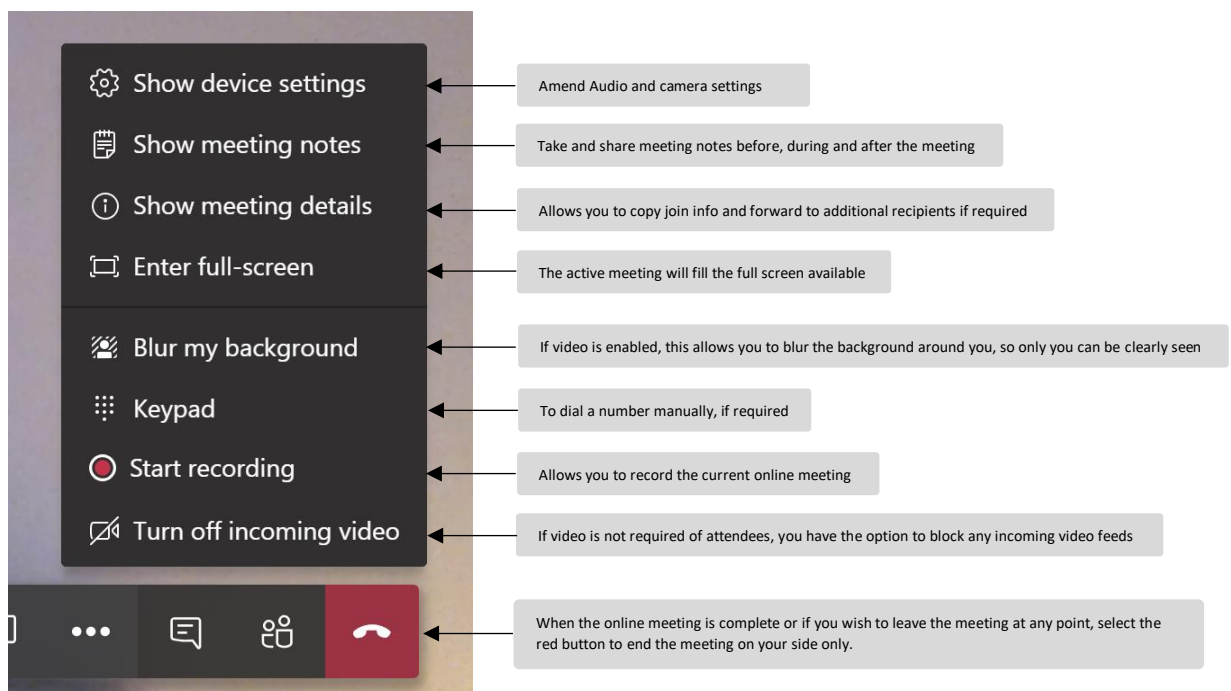 Show device settings
Amend Audio and camera settings
Show meeting notes
Take and share meeting notes before, during and after the meeting
Show meeting details
Allows you to copy join info and forward to additional recipients if required
Enter full-screen
The active meeting will fill the full screen available
Blur my background
If video is enabled, this allows you to blur the background around you, so only you can be clearly seen
Keypad
To dial a number manually, if required
Start recording
Allows you to record the current online meeting
Turn off incoming video
If video is not required of attendees, you have the option to block any incoming video feeds
When the online meeting is complete or if you wish to leave the meeting at any point, select the
red button to end the meeting on your side only.